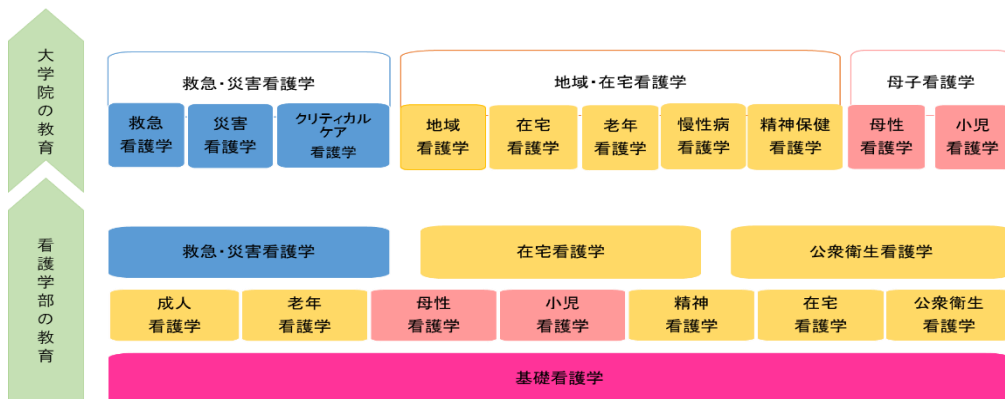 大学院の教育
救急・災害看護学
地域・在宅看護学
母子看護学
救急
看護学
災害
看護学
クリティカル
ケア
看護学
地域
看護学
在宅
看護学
老年
看護学
慢性病
看護学
精神保健
看護学
母性
看護学
小児
看護学
看護学部の教育
救急・災害看護学
在宅看護学
公衆衛生看護学
成人
看護学
老年
看護学
母性
看護学
小児
看護学
精神
看護学
在宅
看護学
公衆衛生
看護学
基礎看護学